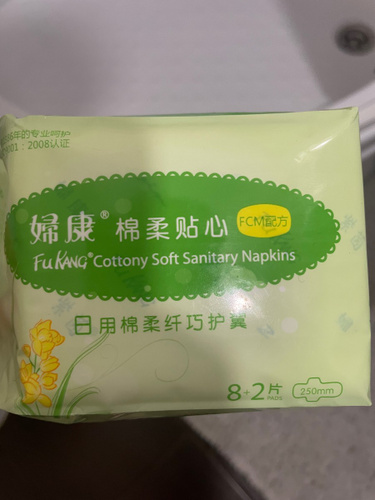 年的专业呵护
001：2008认证
婦康® 棉柔贴心 FCM配方
FUKANG® Cottony Soft Sanitary Napkins
日用棉柔纤巧护翼
8+2片
PADS
250mm